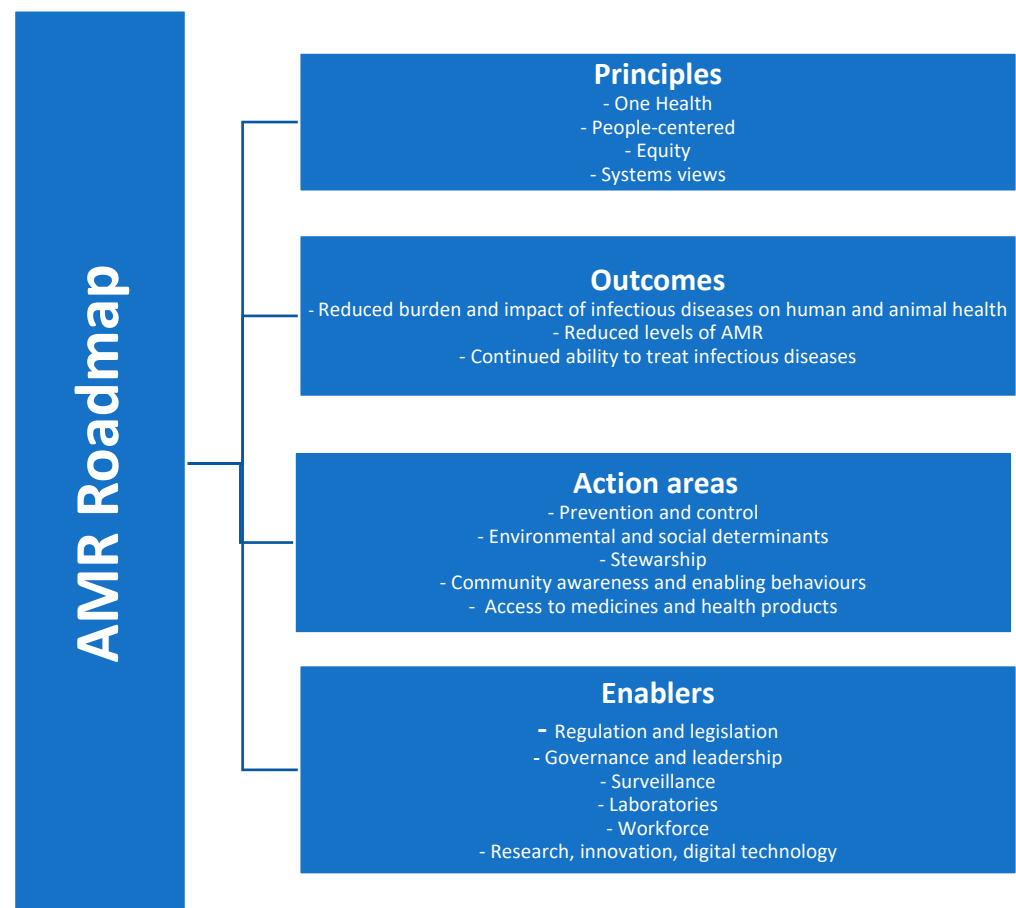 AMR Roadmap
Principles
- One Health
- People-centered
- Equity
- Systems views
Outcomes
- Reduced burden and impact of infectious diseases on human and animal health
- Reduced levels of AMR
- Continued ability to treat infectious diseases
Action areas
- Prevention and control
- Environmental and social determinants
- Stewarship
- Community awareness and enabling behaviours
- Access to medicines and health products
Enablers
- Regulation and legislation
- Governance and leadership
- Surveillance
- Laboratories
- Workforce
- Research, innovation, digital technology